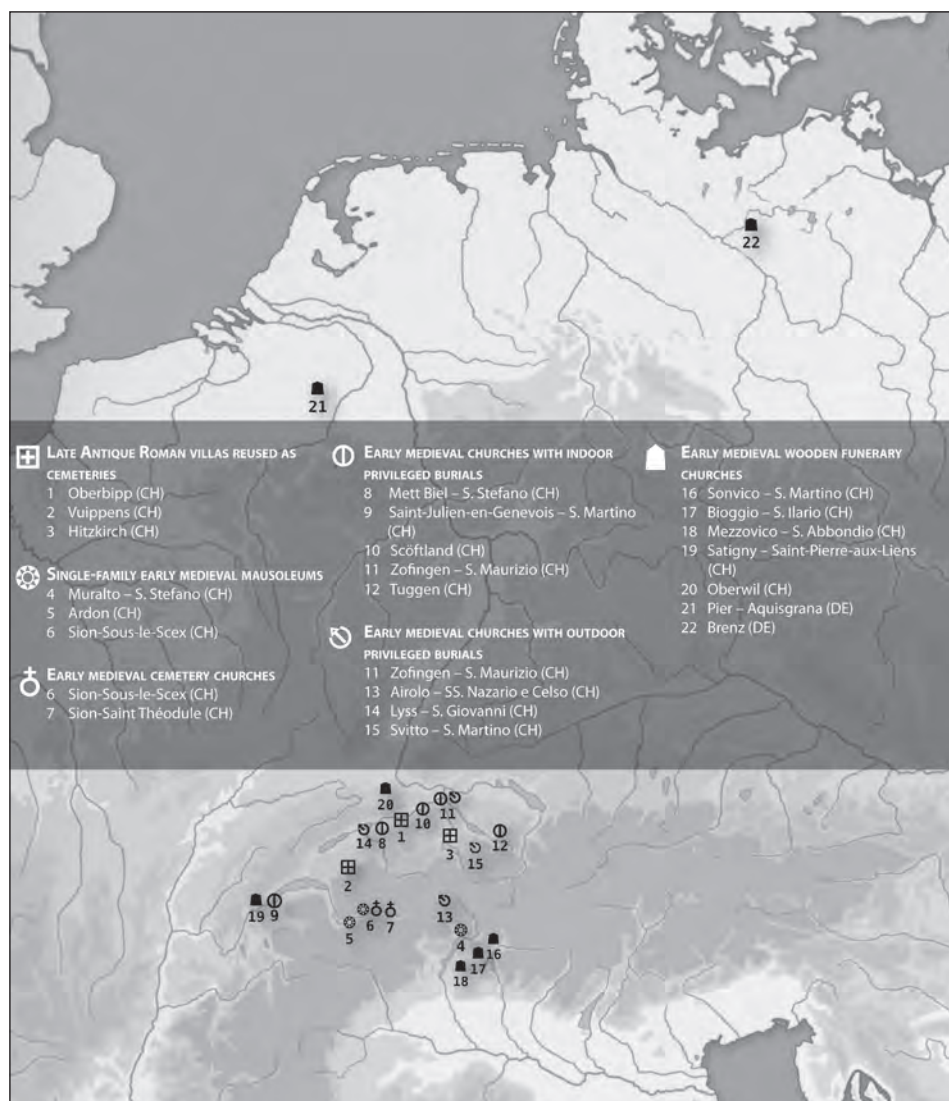 22
21
LATE ANTIQUE ROMAN VILLAS REUSED AS
CEMETERIES
1 Oberbipp (CH)
2 Vuippens (CH)
3 Hitzkirch (CH)
SINGLE-FAMILY EARLY MEDIEVAL MAUSOLEUMS
4 Muralto – S. Stefano (CH)
5 Ardon (CH)
6 Sion-Sous-le-Scex (CH)
EARLY MEDIEVAL CEMETERY CHURCHES
6 Sion-Sous-le-Scex (CH)
7 Sion-Saint Théodule (CH)
EARLY MEDIEVAL CHURCHES WITH INDOOR
PRIVILEGED BURIALS
8 Mett Biel – S. Stefano (CH)
9 Saint-Julien-en-Genevois – S. Martino
(CH)
10 Scöftland (CH)
11 Zofingen – S. Maurizio (CH)
12 Tuggen (CH)
EARLY MEDIEVAL CHURCHES WITH OUTDOOR
PRIVILEGED BURIALS
11 Zofingen – S. Maurizio (CH)
13 Airolo – SS. Nazario e Celso (CH)
14 Lyss – S. Giovanni (CH)
15 Svitto – S. Martino (CH)
EARLY MEDIEVAL WOODEN FUNERARY
CHURCHES
16 Sonvico – S. Martino (CH)
17 Bioggio – S. Ilario (CH)
18 Mezzovico – S. Abbondio (CH)
19 Satigny – Saint-Pierre-aux-Liens
(CH)
20 Oberwil (CH)
21 Pier – Aquisgrana (DE)
22 Brenz (DE)
20
11
10
1
14
8
3
15
12
2
19
9
6
7
5
13
4
16
17
18